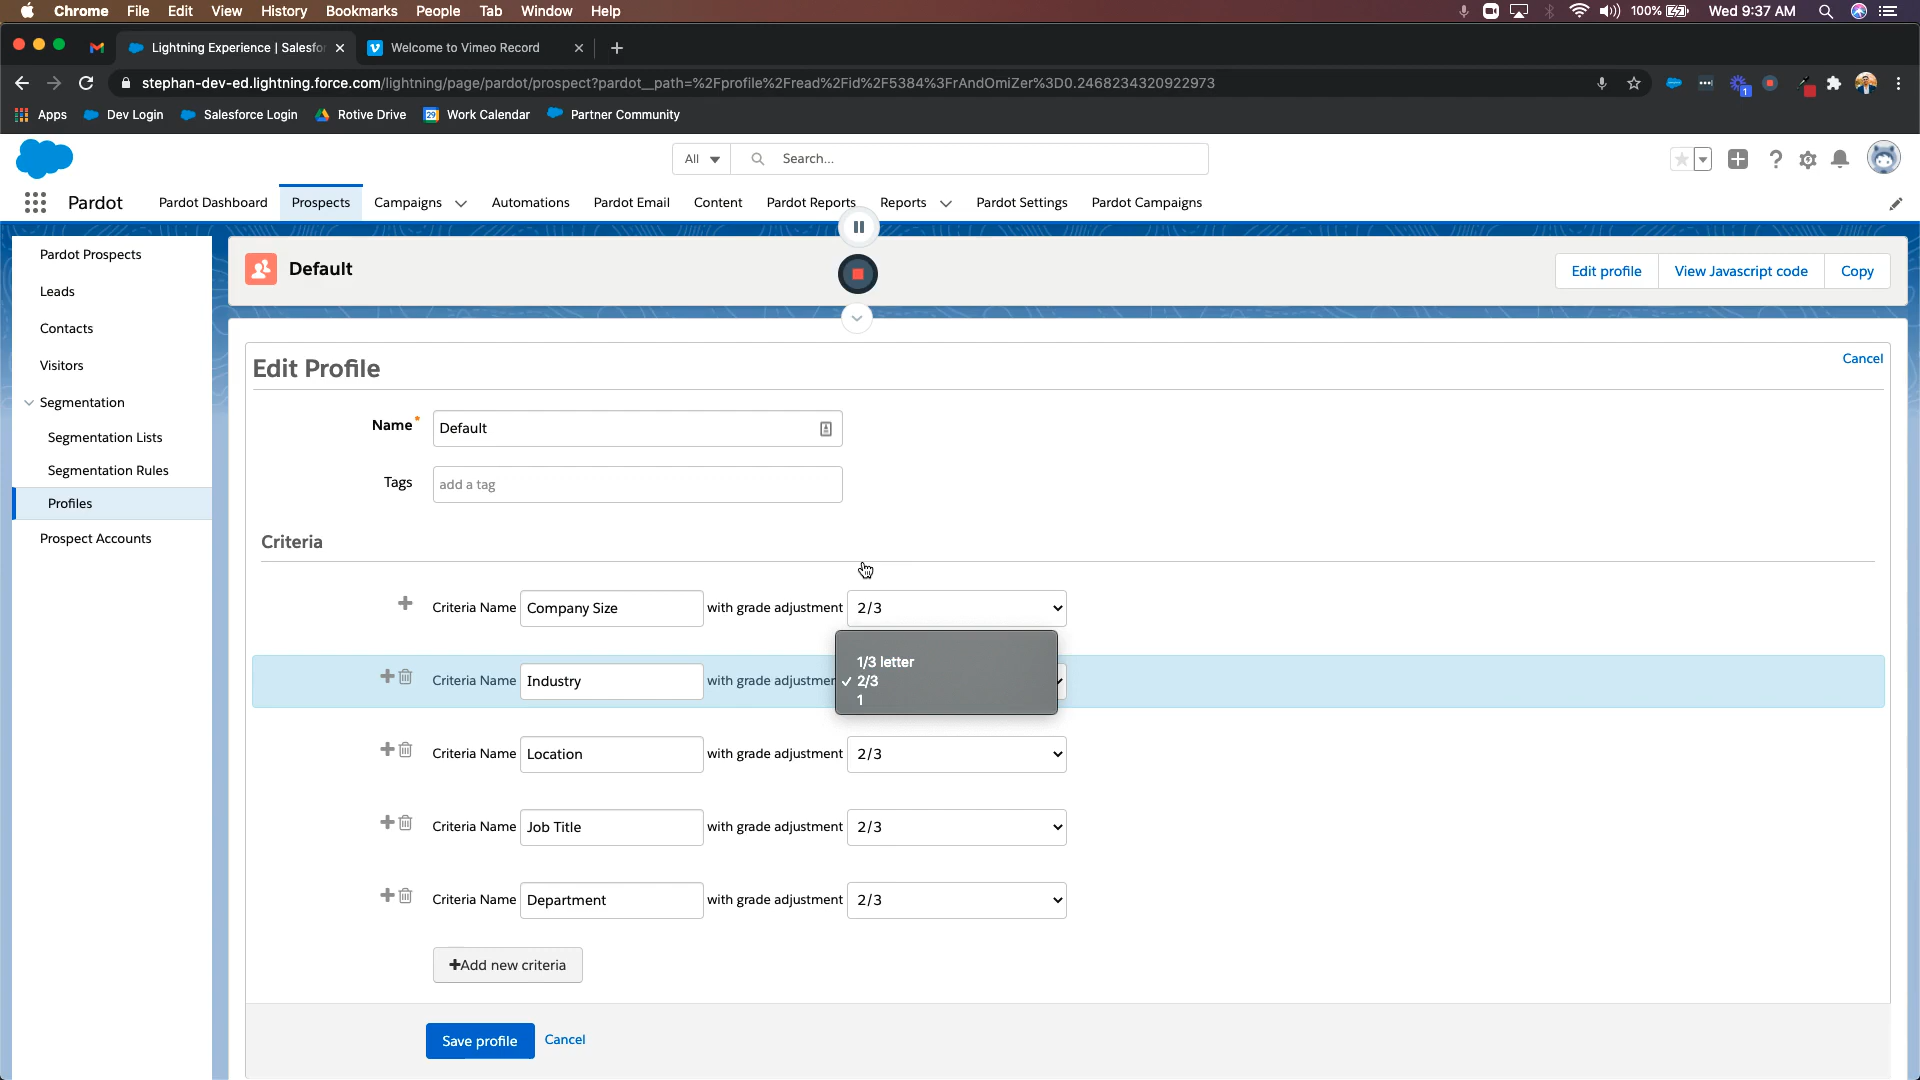 Chrome File Edit View History Bookmarks People Tab Window Help 100% Wed 9:37 AM
Lightning Experience | Salesfo Welcome to Vimeo Record
stephan-dev-ed.lightning.force.com/lightning/page/pardot/prospect?pardot__path=%2Fprofile%2Fread%2Fid%2F5384%3FrAndOmiZer%3D0.2468234320922973
Apps Dev Login Salesforce Login Rotive Drive 29 Work Calendar Partner Community
All Search...
Pardot Pardot Dashboard Prospects Campaigns Automations Pardot Email Content Pardot Reports Reports Pardot Settings Pardot Campaigns
Pardot Prospects
Leads
Contacts
Visitors
Segmentation
Segmentation Lists
Segmentation Rules
Profiles
Prospect Accounts
Default
Edit profile View Javascript code Copy
Edit Profile
Cancel
Name* Default
Tags add a tag
Criteria
Criteria Name Company Size with grade adjustment 2/3
1/3 letter
Criteria Name Industry with grade adjustmen ✓ 2/3
1
Criteria Name Location with grade adjustment 2/3
Criteria Name Job Title with grade adjustment 2/3
Criteria Name Department with grade adjustment 2/3
+Add new criteria
Save profile Cancel